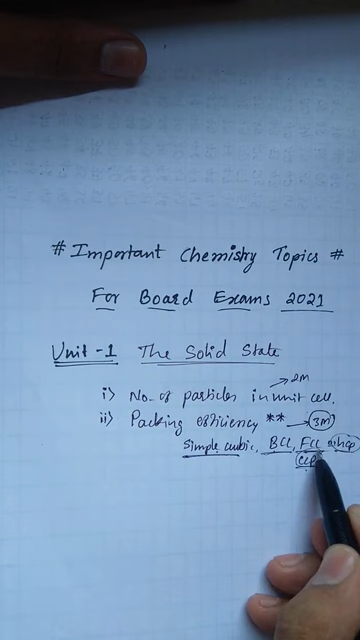 # Important Chemistry Topics #
For Board Exams 2021
Unit-1 The Solid State
→ 2M
i) No. of particles in unit cell.
ii) Packing efficiency ** → 3M
Simple cubic, BCC, FCC hcp
CCP